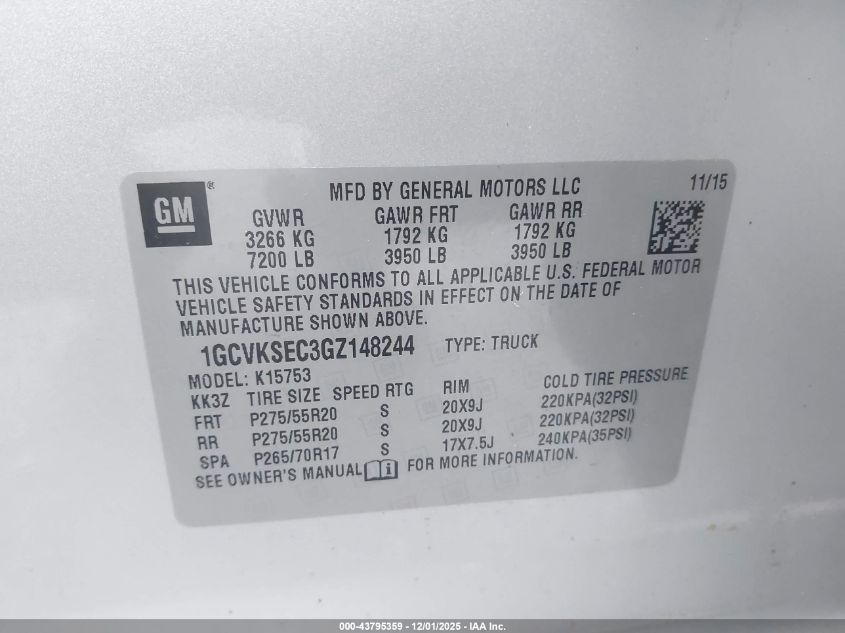 GM ®
MFD BY GENERAL MOTORS LLC 11/15
GVWR GAWR FRT GAWR RR
3266 KG 1792 KG 1792 KG
7200 LB 3950 LB 3950 LB
THIS VEHICLE CONFORMS TO ALL APPLICABLE U.S. FEDERAL MOTOR
VEHICLE SAFETY STANDARDS IN EFFECT ON THE DATE OF
MANUFACTURE SHOWN ABOVE.
1GCVKSEC3GZ148244 TYPE: TRUCK
MODEL: K15753
KK3Z TIRE SIZE SPEED RTG RIM COLD TIRE PRESSURE
FRT P275/55R20 S 20X9J 220KPA(32PSI)
RR P275/55R20 S 20X9J 220KPA(32PSI)
SPA P265/70R17 S 17X7.5J 240KPA(35PSI)
SEE OWNER'S MANUAL FOR MORE INFORMATION.
000-43795359 - 12/01/2025 - IAA Inc.